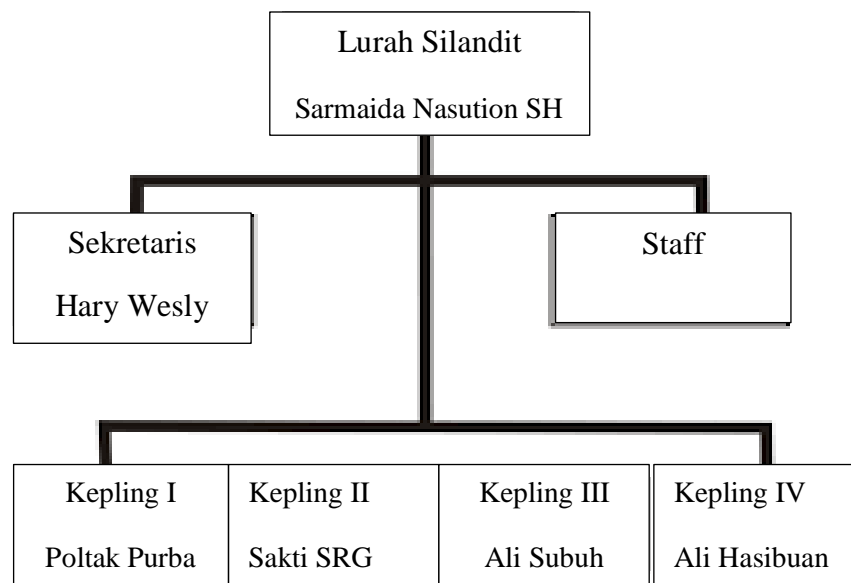 Lurah Silandit
Sarmaida Nasution SH
Sekretaris
Hary Wesly
Staff
Kepling I
Poltak Purba
Kepling II
Sakti SRG
Kepling III
Ali Subuh
Kepling IV
Ali Hasibuan